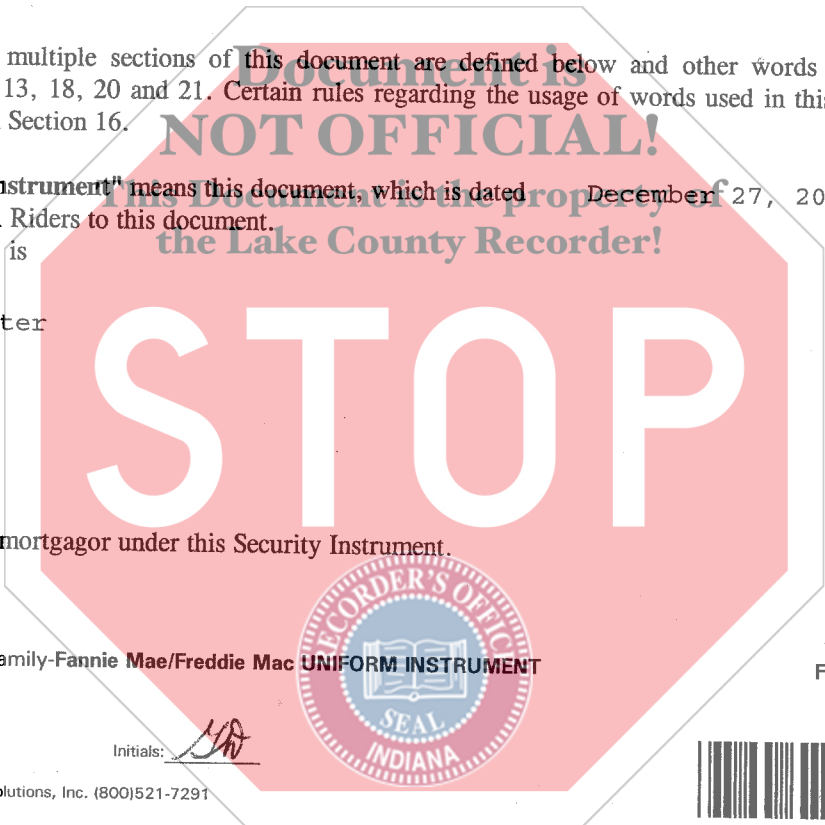 multiple sections of this document are defined below and other words
13, 18, 20 and 21. Certain rules regarding the usage of words used in this
Section 16.
Document is
NOT OFFICIAL!
This Document is the property of
the Lake County Recorder!
nstrument" means this document, which is dated December 27, 20
Riders to this document.
is
ter
STOP
mortgagor under this Security Instrument.
RECORDER'S OFFICE
SEAL
INDIANA
amily-Fannie Mae/Freddie Mac UNIFORM INSTRUMENT
F
Initials:
olutions, Inc. (800)521-7291